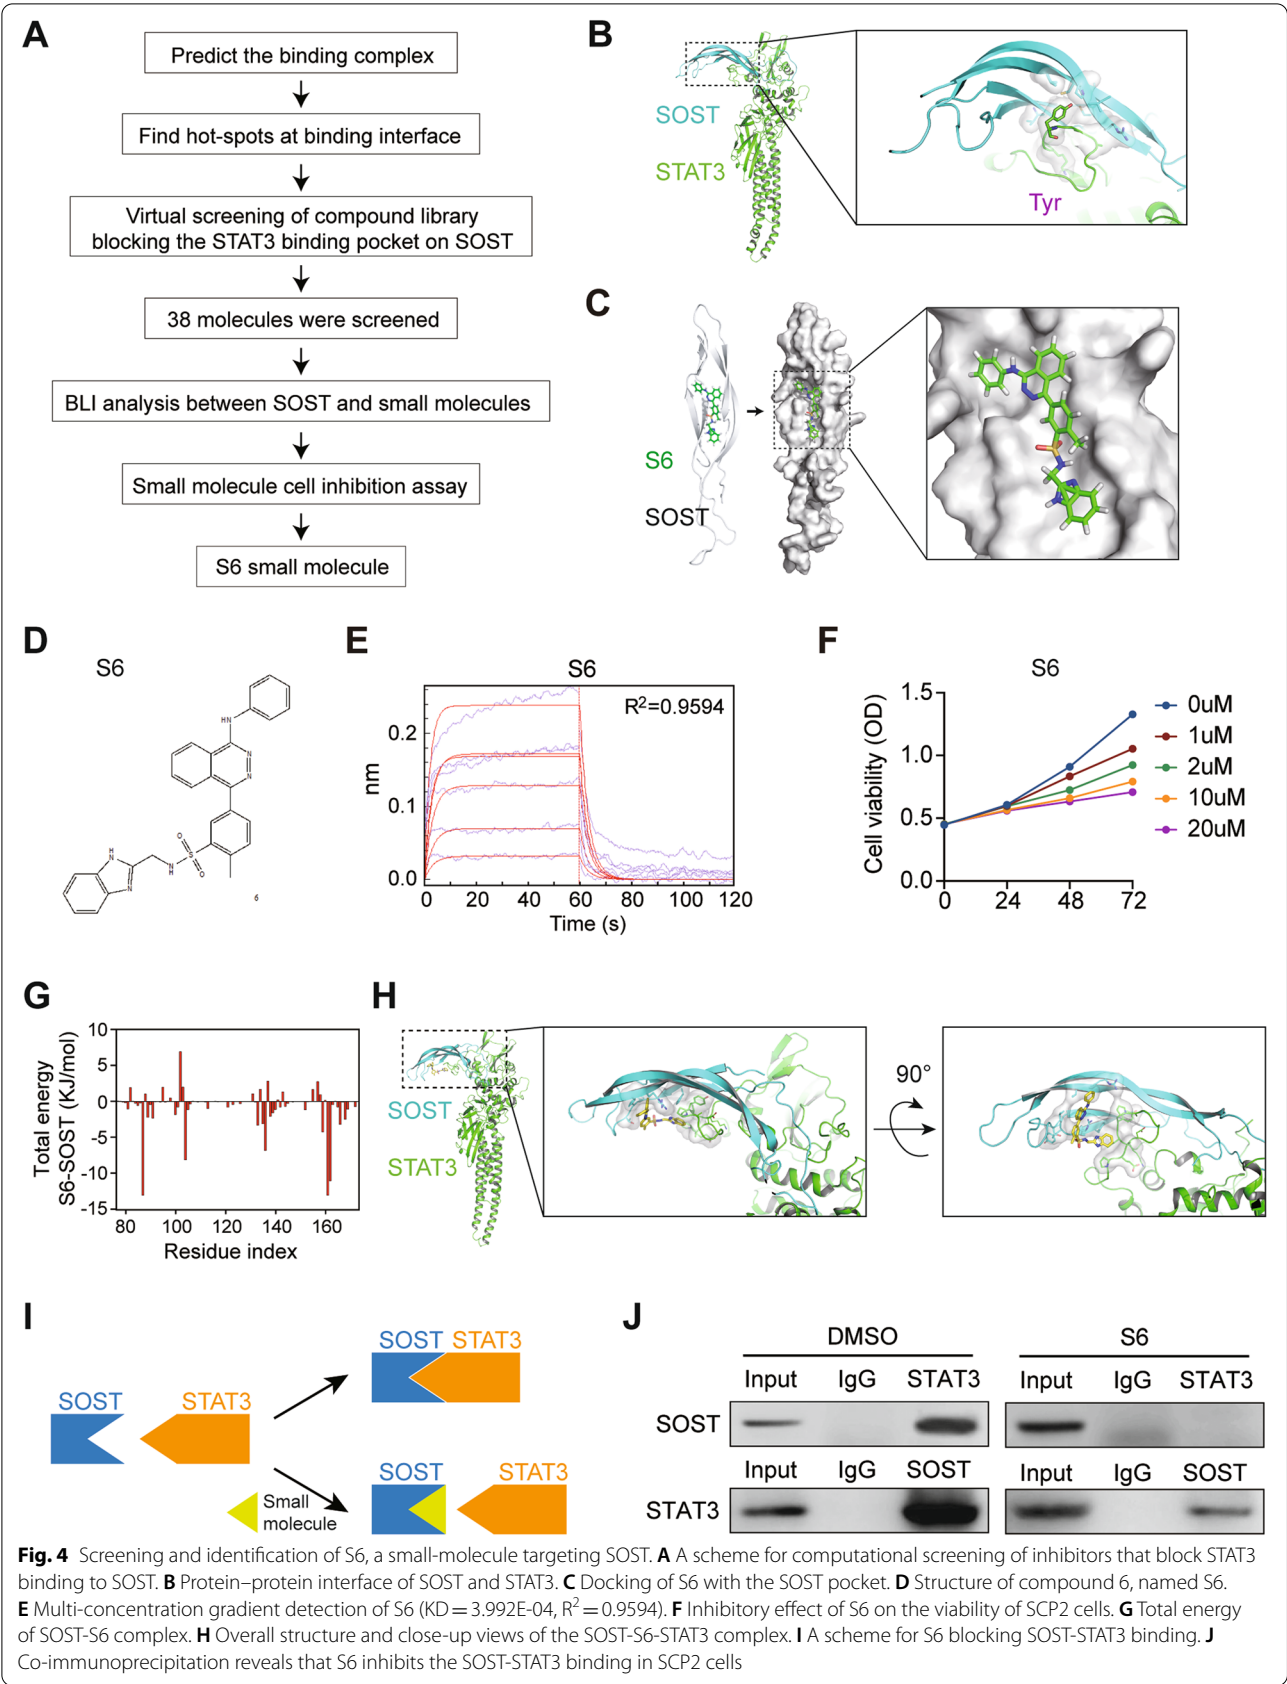 A
Predict the binding complex
Find hot-spots at binding interface
Virtual screening of compound library
blocking the STAT3 binding pocket on SOST
38 molecules were screened
BLI analysis between SOST and small molecules
Small molecule cell inhibition assay
S6 small molecule
B
SOST
STAT3
Tyr
C
S6
SOST
D
S6
HN
N
N
O
S
O
N
H
H
N
N
6
E
S6
R²=0.9594
nm
0.2
0.1
0.0
0 20 40 60 80 100 120
Time (s)
F
S6
Cell viability (OD)
1.5
1.0
0.5
0.0
0 24 48 72
0uM
1uM
2uM
10uM
20uM
G
Total energy
S6-SOST (KJ/mol)
10
5
0
-5
-10
-15
80 100 120 140 160
Residue index
H
SOST
STAT3
90°
I
SOST STAT3
SOST STAT3
SOST STAT3
Small
molecule
J
DMSO S6
Input IgG STAT3 Input IgG STAT3
SOST
Input IgG SOST Input IgG SOST
STAT3
Fig. 4 Screening and identification of S6, a small-molecule targeting SOST. A A scheme for computational screening of inhibitors that block STAT3
binding to SOST. B Protein–protein interface of SOST and STAT3. C Docking of S6 with the SOST pocket. D Structure of compound 6, named S6.
E Multi-concentration gradient detection of S6 (KD = 3.992E-04, R² = 0.9594). F Inhibitory effect of S6 on the viability of SCP2 cells. G Total energy
of SOST-S6 complex. H Overall structure and close-up views of the SOST-S6-STAT3 complex. I A scheme for S6 blocking SOST-STAT3 binding. J
Co-immunoprecipitation reveals that S6 inhibits the SOST-STAT3 binding in SCP2 cells